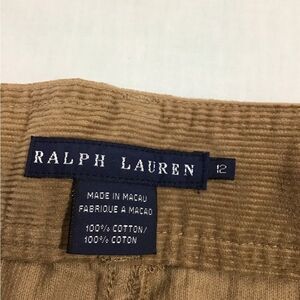 RALPH LAUREN
12
MADE IN MACAU
FABRIQUE A MACAO
100% COTTON/
100% COTON